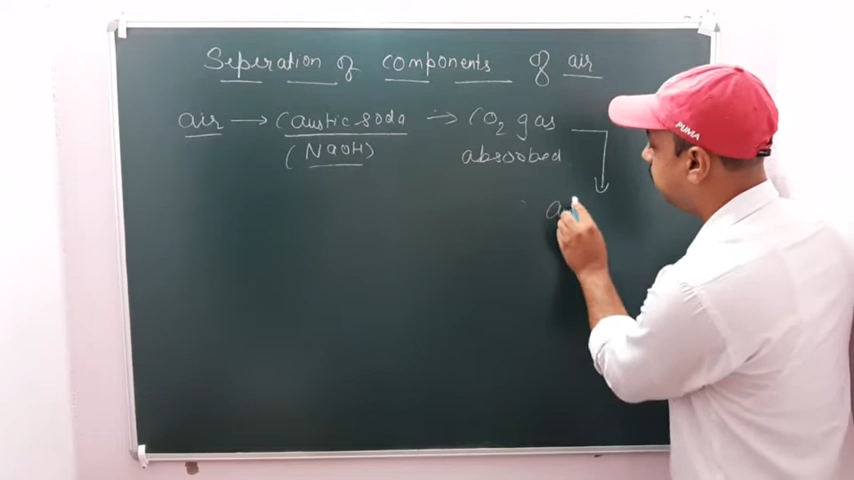 Seperation of components of air
air → Caustic soda → CO2 gas
(NaOH) absorbed
a
PUMA